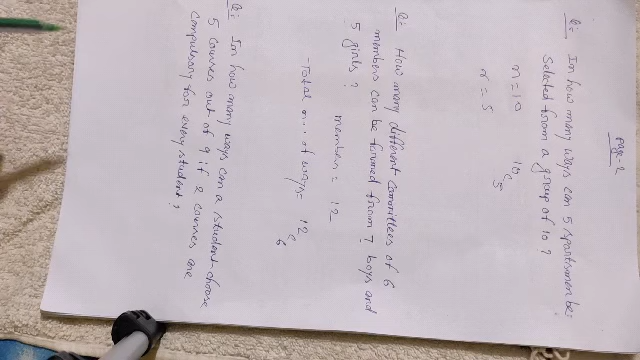 Page-2
Q:- In how many ways can 5 sportsmen be
selected from a group of 10?
n=10 10c5
r=5
Q:- How many different committees of 6
members can be formed from 7 boys and
5 girls?
members = 12
Total no. of ways = 12c6
Q:- In how many ways can a student choose
5 courses out of 9 if 2 courses are
compulsory for every student?